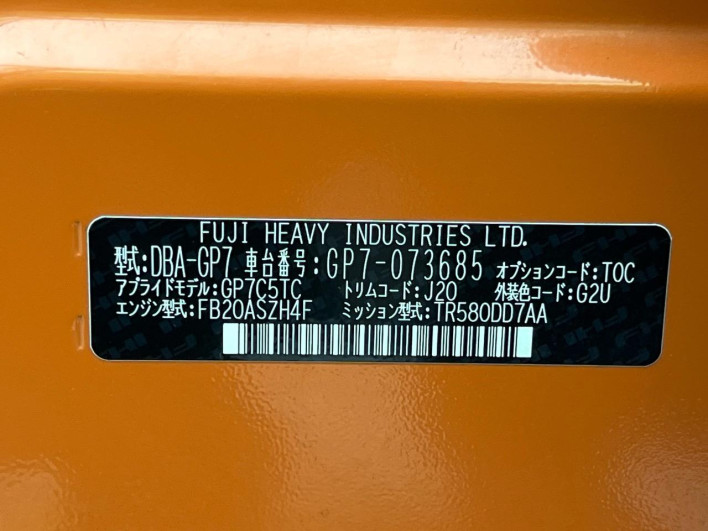 FUJI HEAVY INDUSTRIES LTD.
型式:DBA-GP7 車台番号:GP7-073685 オプションコード:TOC
アプライドモデル:GP7C5TC トリムコード:J20 外装色コード:G2U
エンジン型式:FB20ASZH4F ミッション型式:TR580DD7AA